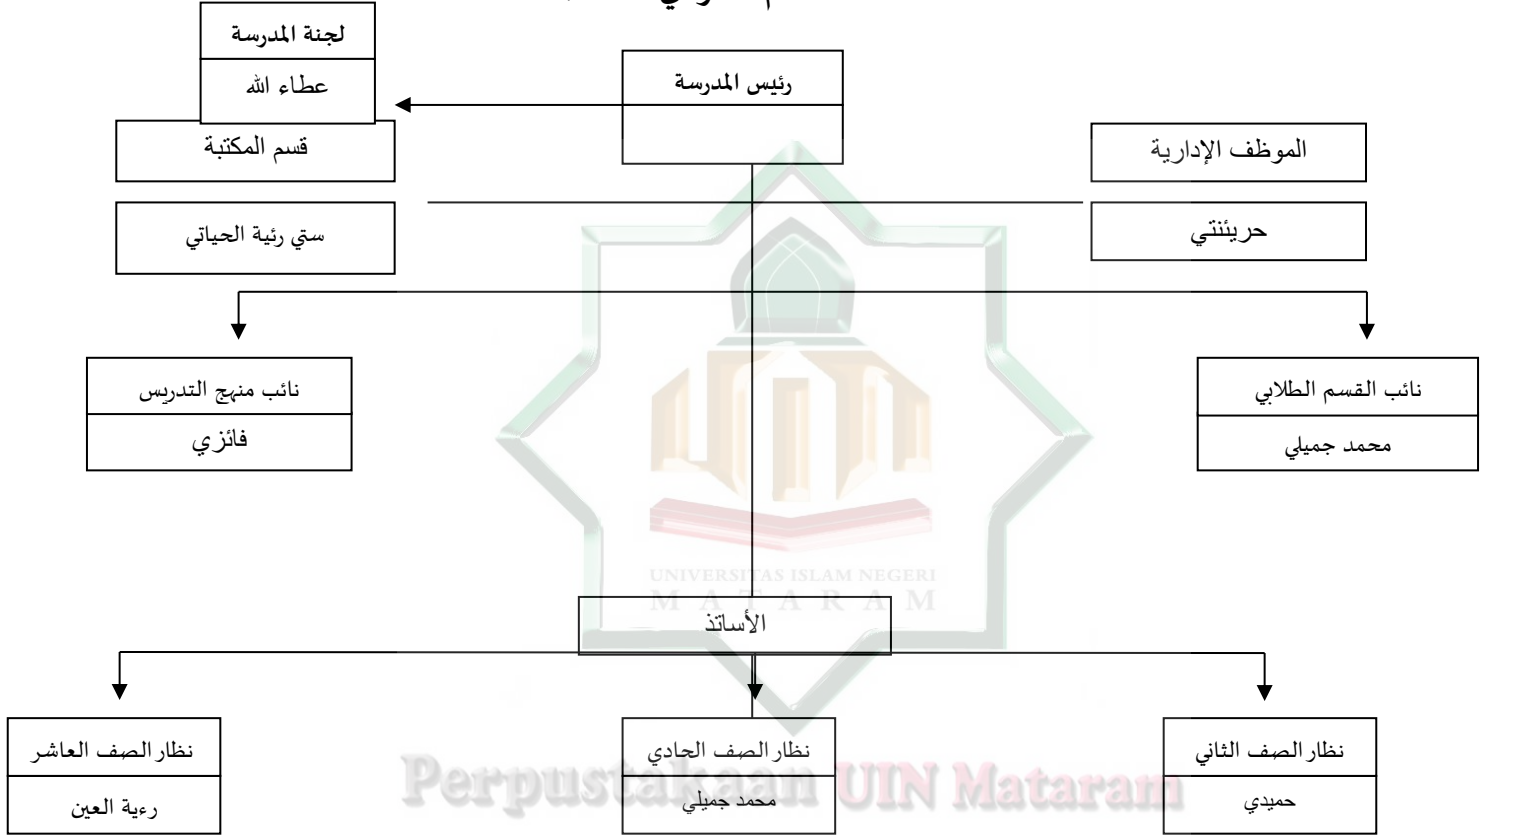 لجنة المدرسة
عطاء الله
رئيس المدرسة
قسم المكتبة
الموظف الإدارية
ستي رئية الحياتي
حريئنتي
نائب منهج التدريس
فائزي
نائب القسم الطلابي
محمد جميلي
UNIVERSITAS ISLAM NEGERI
MATARAM
الأساتذ
نظار الصف العاشر
رءية العين
نظار الصف الحادي
محمد جميلي
نظار الصف الثاني
حميدي
Perpustakaan UIN Mataram